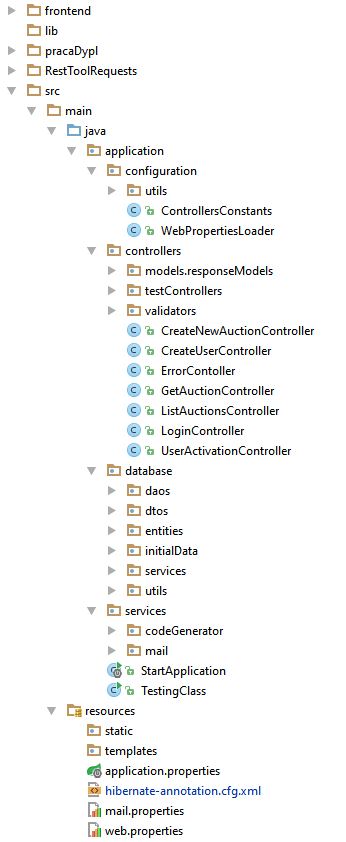 frontend
lib
pracaDypl
RestToolRequests
src
main
java
application
configuration
utils
ControllersConstants
WebPropertiesLoader
controllers
models.responseModels
testControllers
validators
CreateNewAuctionController
CreateUserController
ErrorContoller
GetAuctionController
ListAuctionsController
LoginController
UserActivationController
database
daos
dtos
entities
initialData
services
utils
services
codeGenerator
mail
StartApplication
TestingClass
resources
static
templates
application.properties
hibernate-annotation.cfg.xml
mail.properties
web.properties